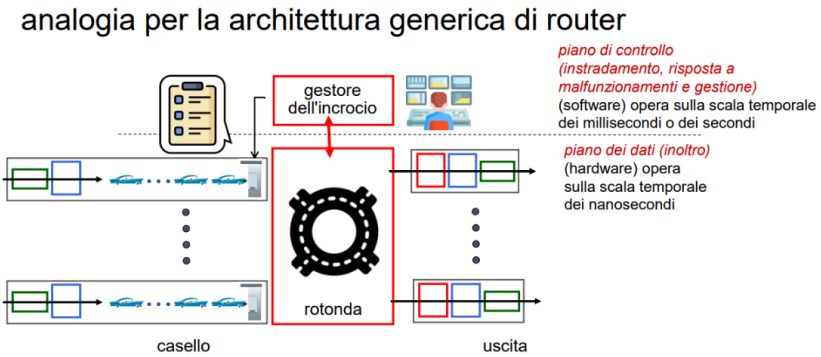 analogia per la architettura generica di router
gestore
dell'incrocio
piano di controllo
(instradamento, risposta a
malfunzionamenti e gestione)
(software) opera sulla scala temporale
dei millisecondi o dei secondi
piano dei dati (inoltro)
(hardware) opera
sulla scala temporale
dei nanosecondi
rotonda
casello
uscita